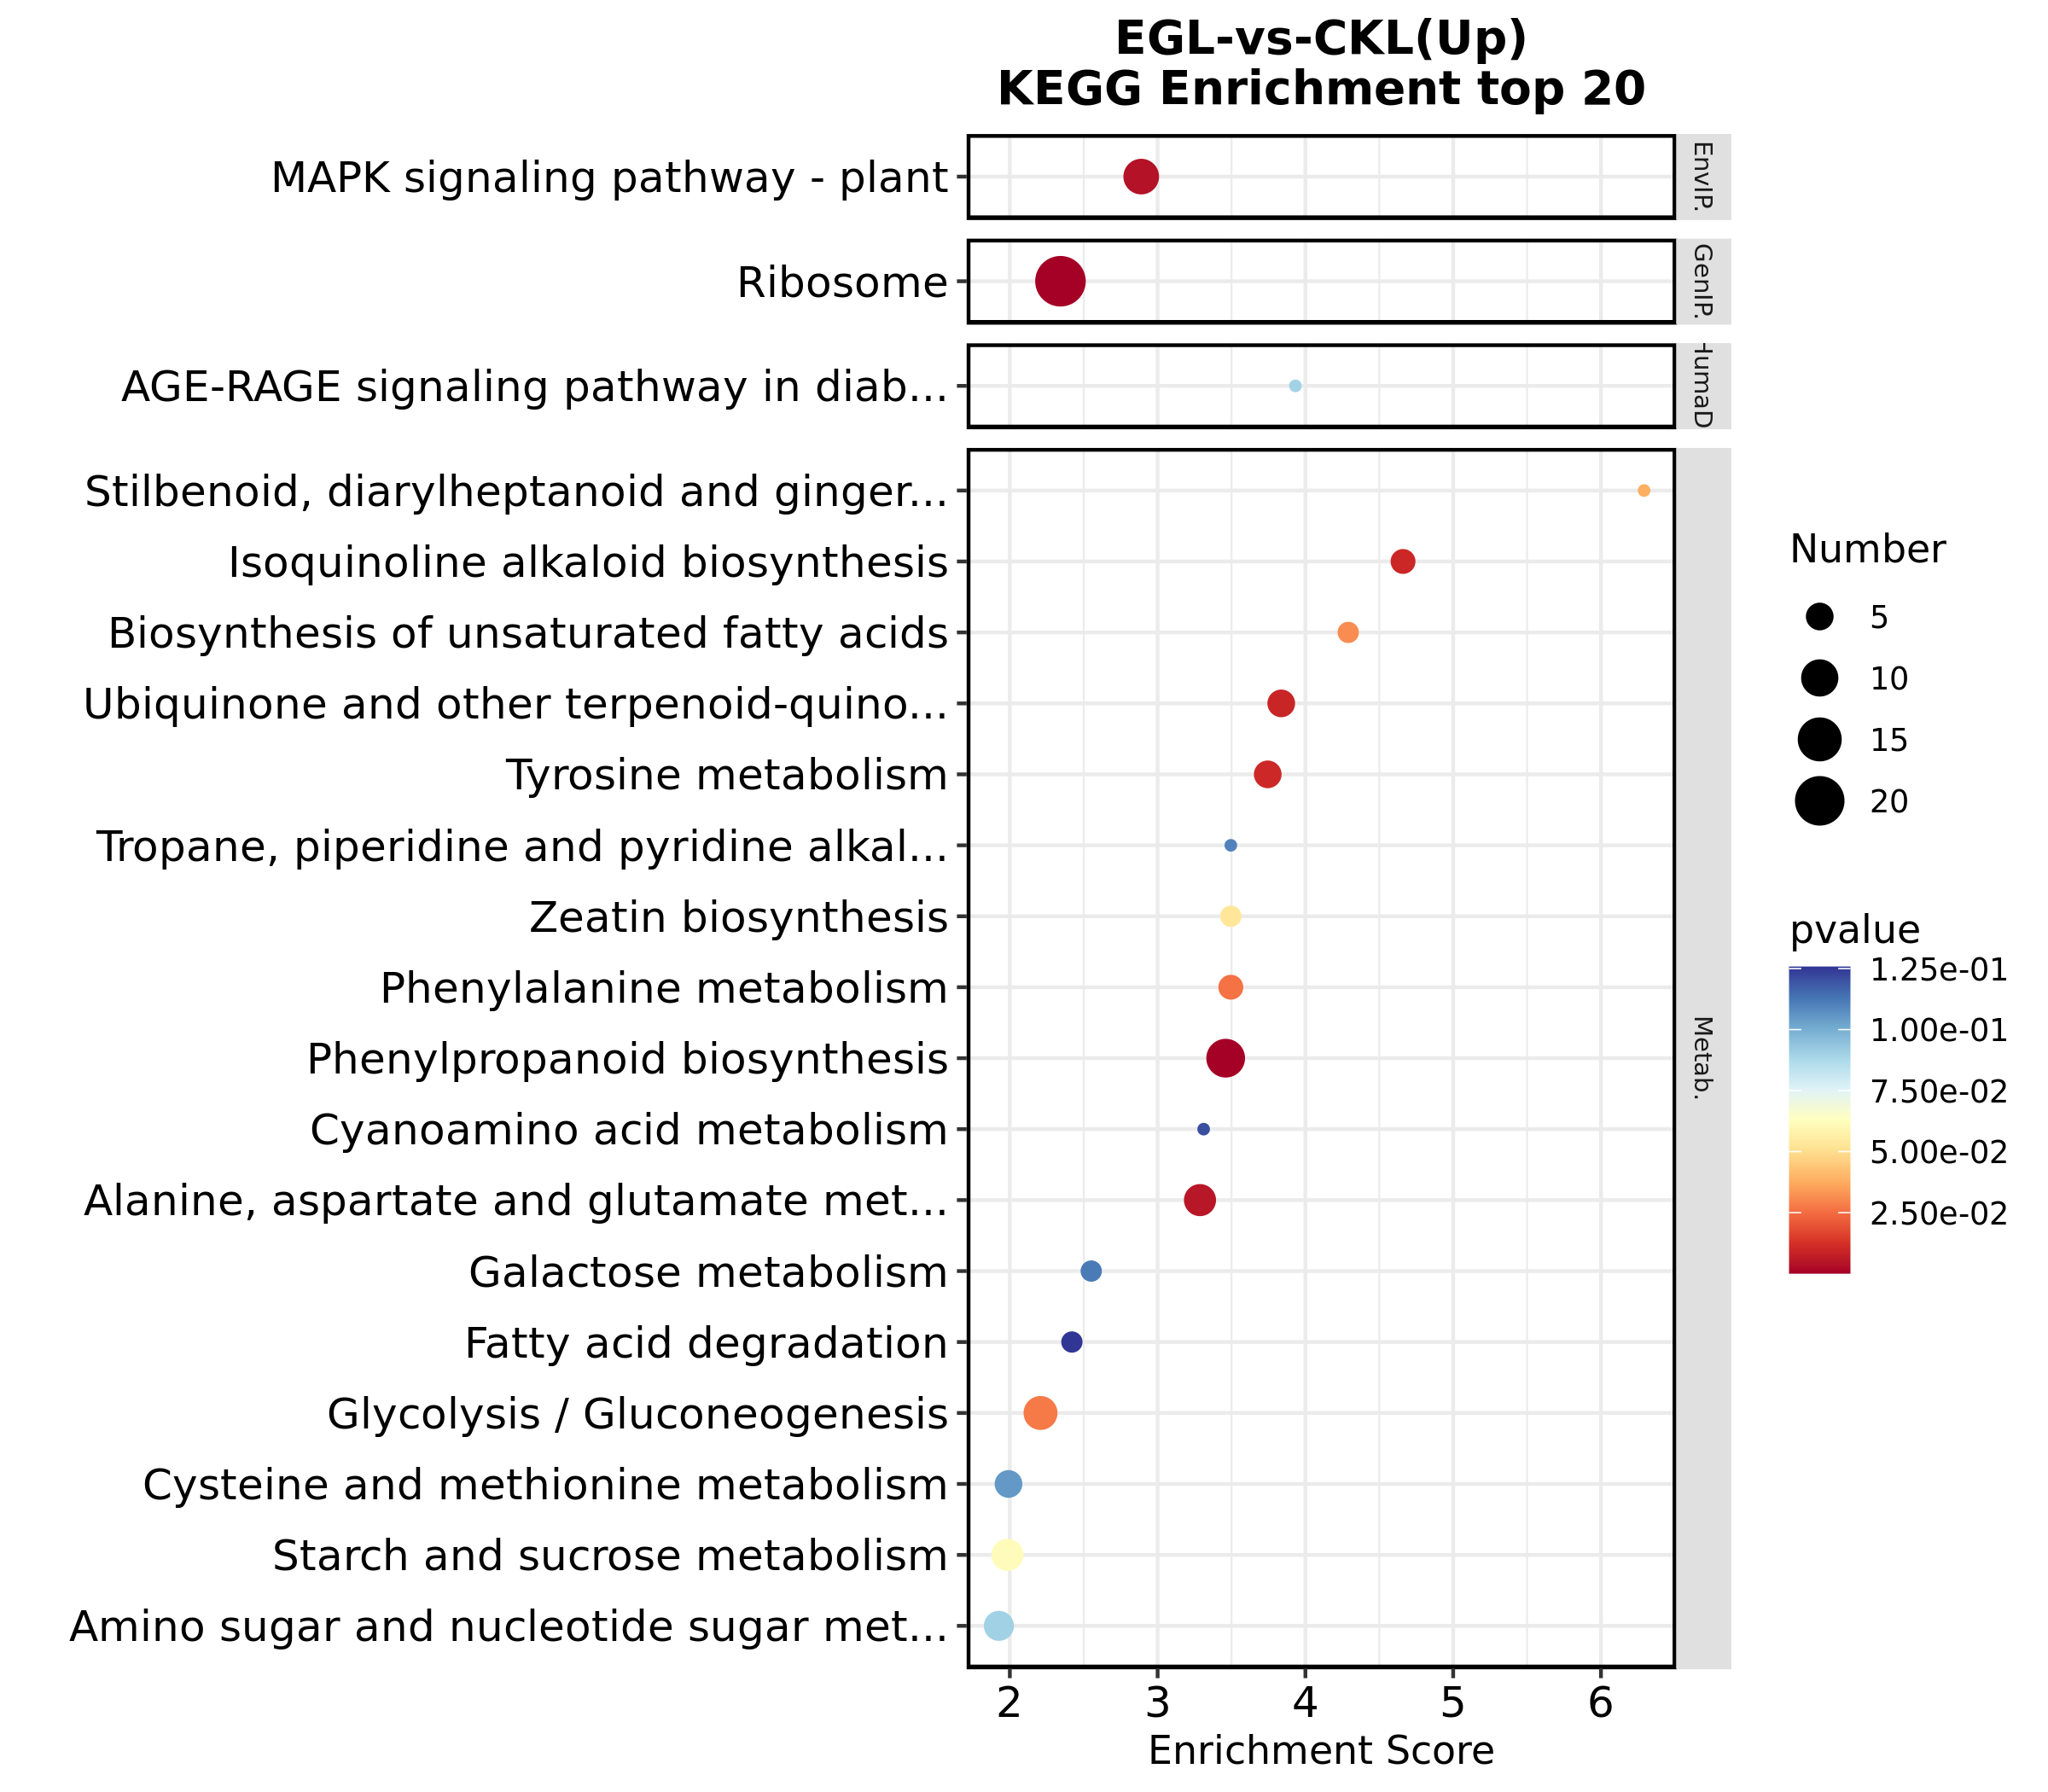 EGL-vs-CKL(Up)
KEGG Enrichment top 20
MAPK signaling pathway - plant
EnvIP.
Ribosome
GenIP.
AGE-RAGE signaling pathway in diab...
HumaD
Stilbenoid, diarylheptanoid and ginger...
Isoquinoline alkaloid biosynthesis
Biosynthesis of unsaturated fatty acids
Ubiquinone and other terpenoid-quino...
Tyrosine metabolism
Tropane, piperidine and pyridine alkal...
Zeatin biosynthesis
Phenylalanine metabolism
Phenylpropanoid biosynthesis
Cyanoamino acid metabolism
Alanine, aspartate and glutamate met...
Galactose metabolism
Fatty acid degradation
Glycolysis / Gluconeogenesis
Cysteine and methionine metabolism
Starch and sucrose metabolism
Amino sugar and nucleotide sugar met...
Metab.
2 3 4 5 6
Enrichment Score
Number
5
10
15
20
pvalue
1.25e-01
1.00e-01
7.50e-02
5.00e-02
2.50e-02